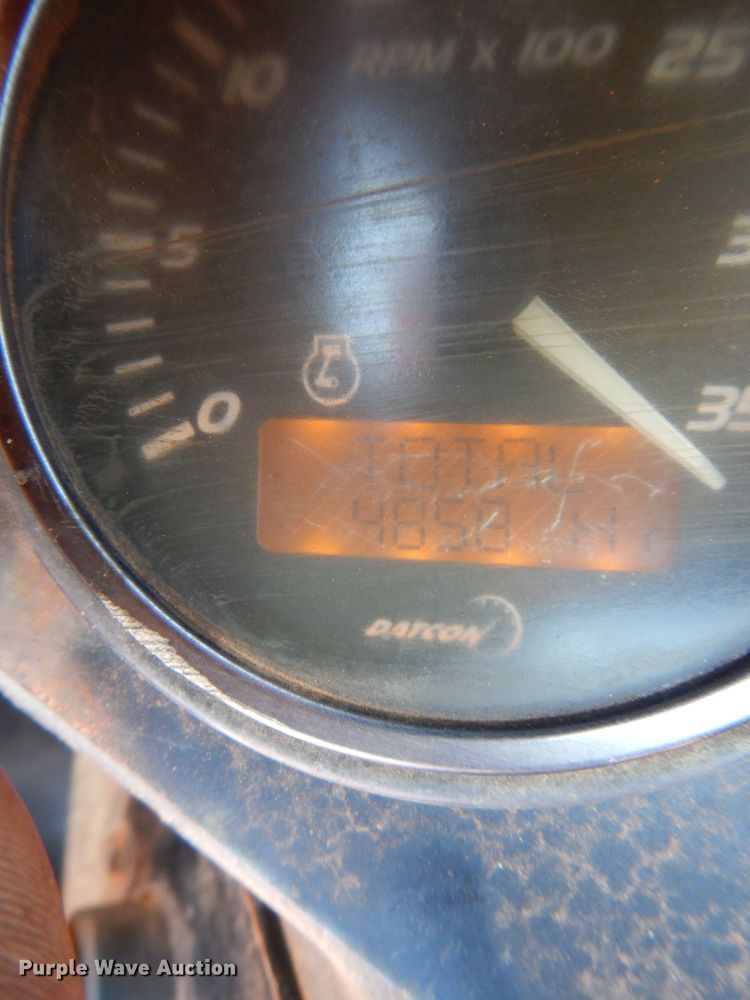 RPM X 100
10
25
5
0
35
TOTAL
4858 H
DATCON
Purple Wave Auction